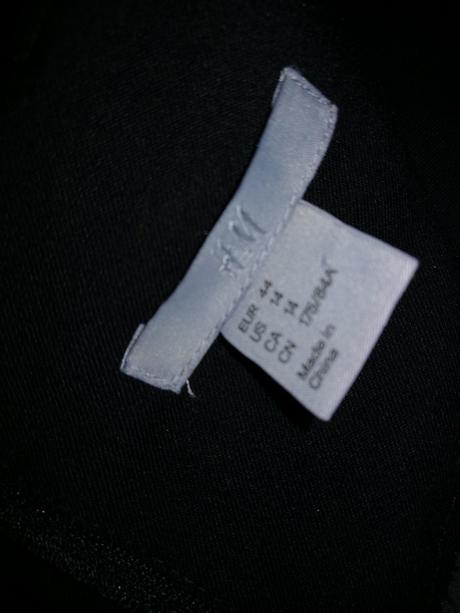 H&M
EUR 44
US 14
CA 14
CN 175/84A
Made in
China